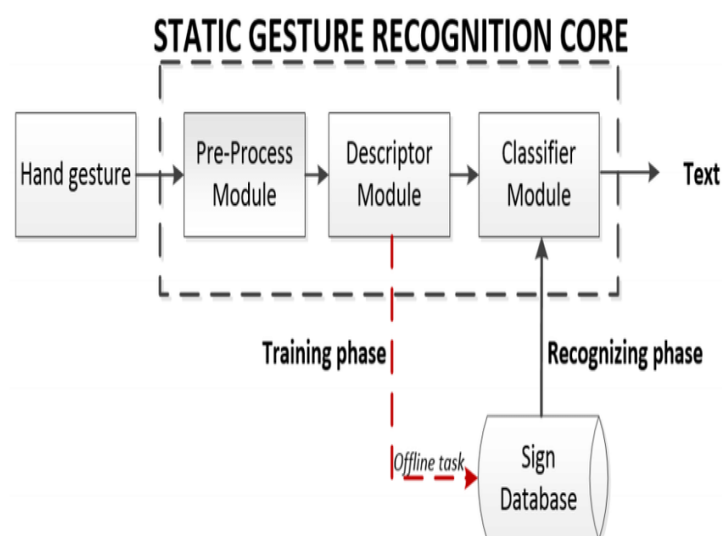 STATIC GESTURE RECOGNITION CORE
Hand gesture
Pre-Process
Module
Descriptor
Module
Classifier
Module
Text
Training phase
Recognizing phase
Offline task
Sign
Database